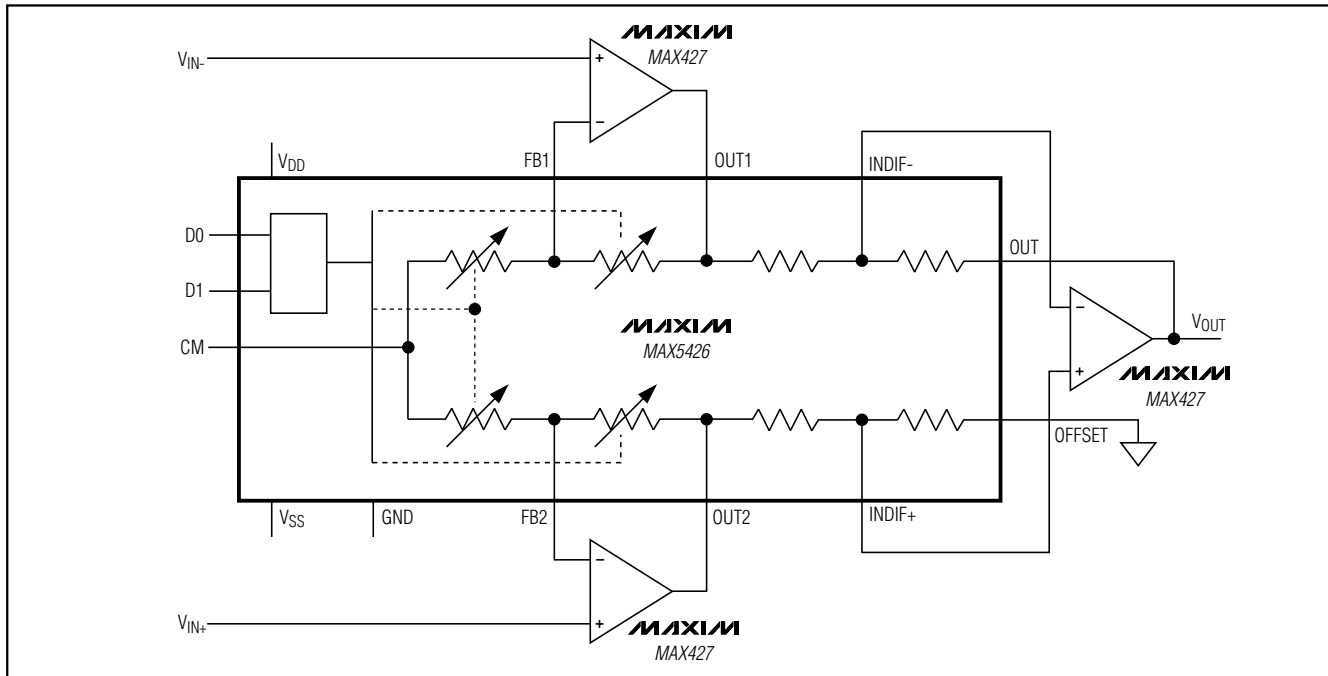 MAXIM
MAX427
VIN-
+
-
VDD
FB1
OUT1
INDIF-
D0
D1
CM
OUT
MAXIM
MAX5426
-
+
VOUT
MAXIM
MAX427
OFFSET
VSS
GND
FB2
OUT2
INDIF+
-
+
VIN+
MAXIM
MAX427